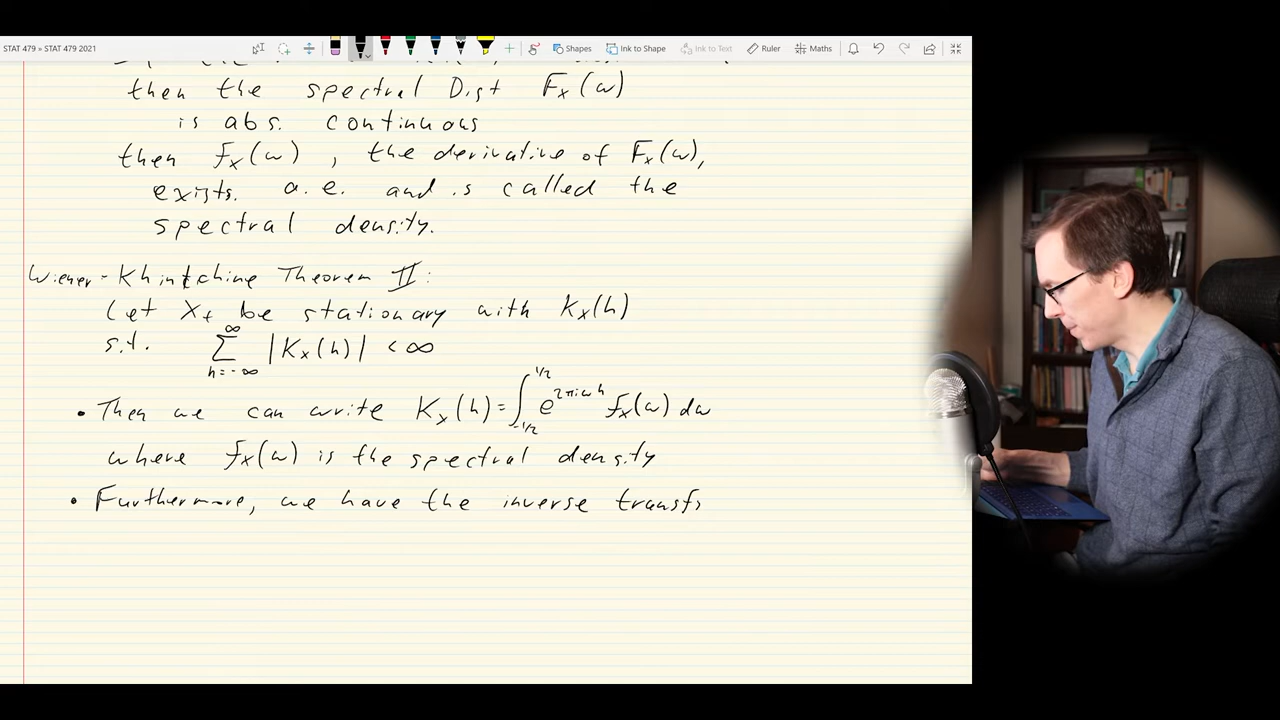 STAT 479 » STAT 479 2021
Shapes Ink to Shape Ink to Text Ruler Maths
then the spectral Dist Fx(ω)
is abs. continuous
then fx(ω), the derivative of Fx(ω),
exists. a.e. and is called the
spectral density.
Wiener-Khintchine Theorem II:
Let Xt be stationary with Kx(h)
s.t. ∑_{h=-∞}^{∞} |Kx(h)| < ∞
• Then we can write Kx(h) = ∫_{-1/2}^{1/2} e^{2πiωh} fx(ω) dω
where fx(ω) is the spectral density
• Furthermore, we have the inverse transfs